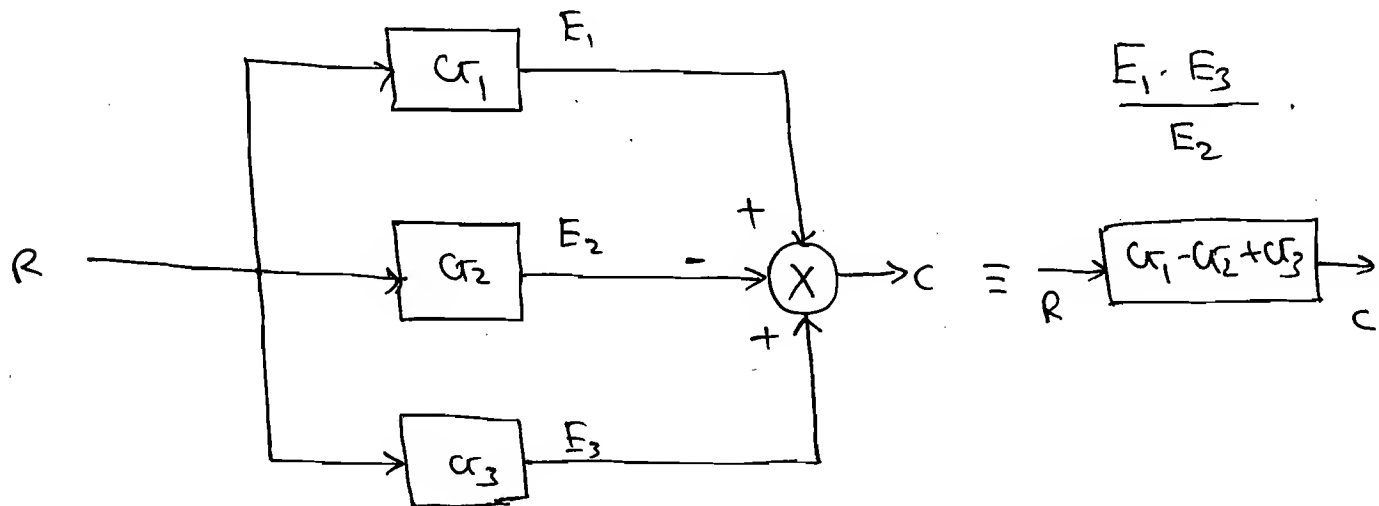 E₁
G₁
E₁ · E₃
E₂
+
E₂
R
G₂
-
X
C
≡
R
G₁-G₂+G₃
C
+
E₃
G₃